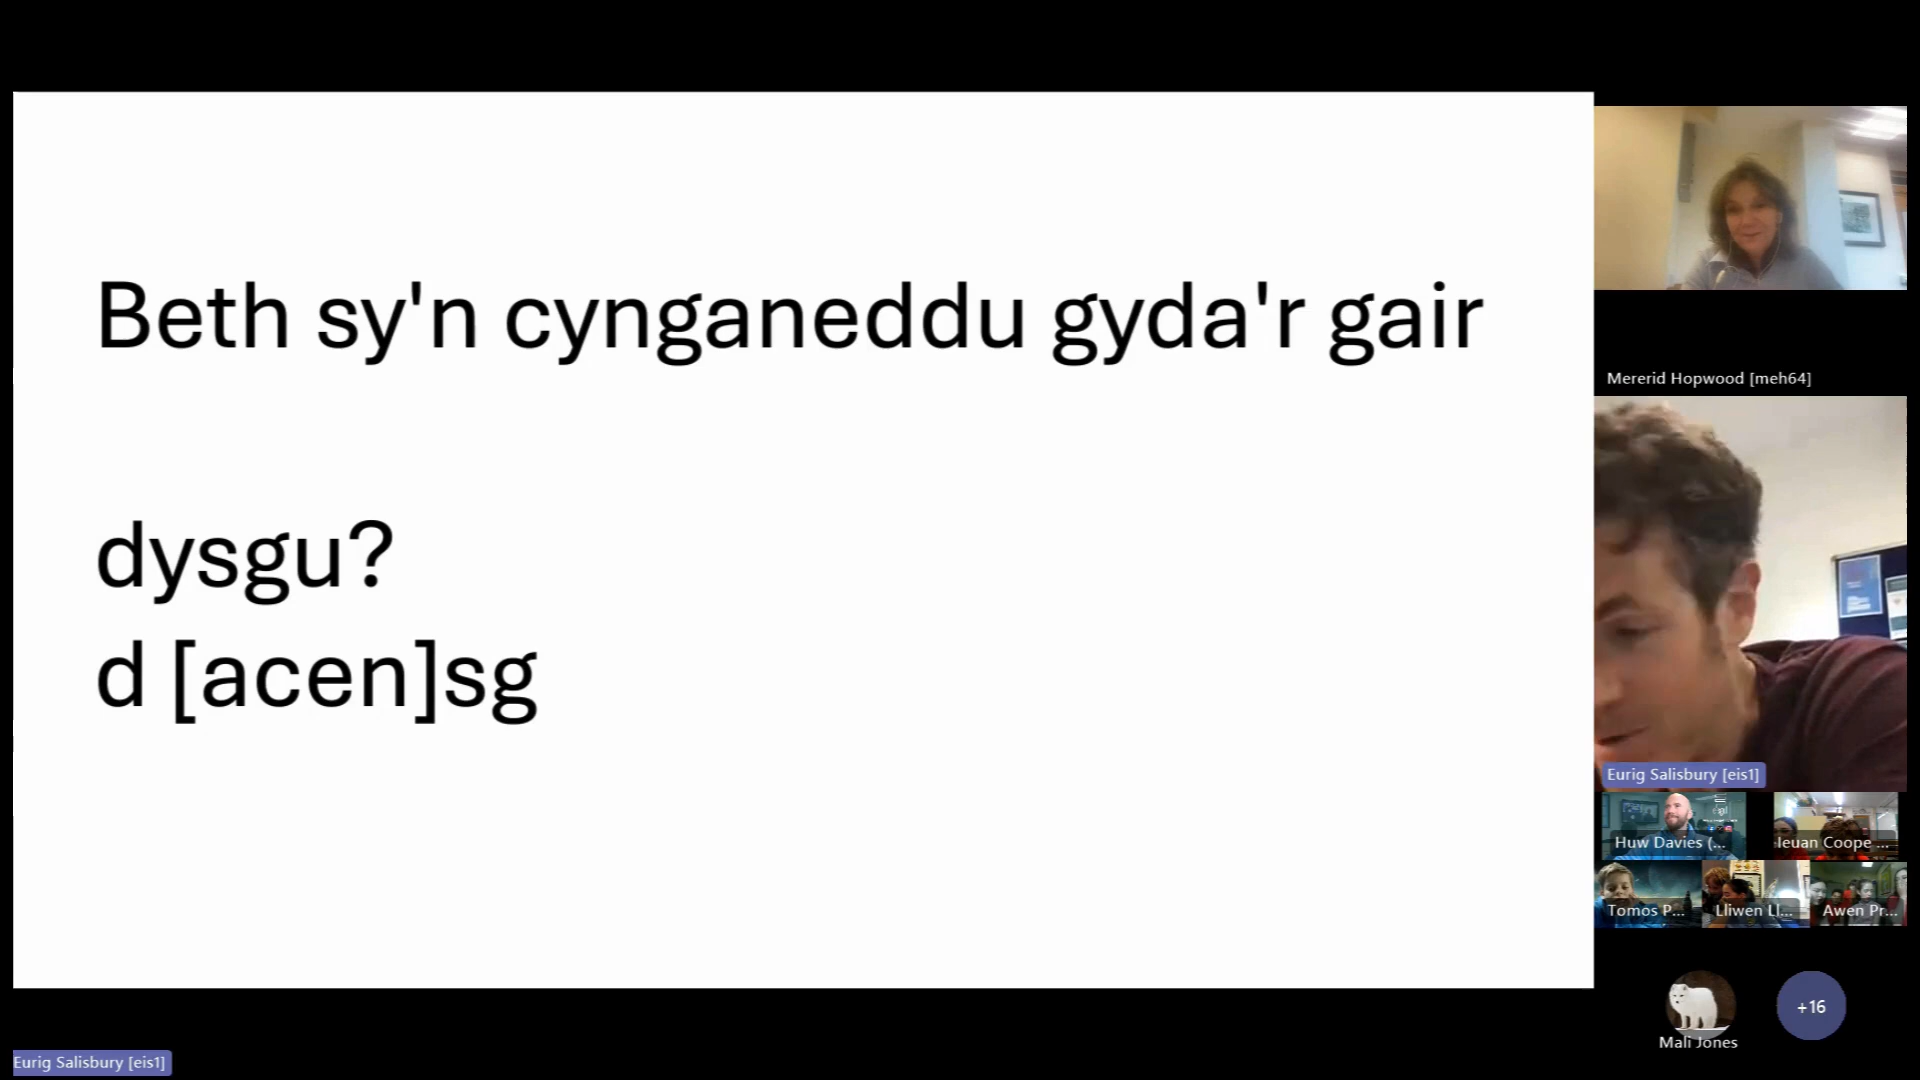 Beth sy'n cynganeddu gyda'r gair
dysgu?
d [acen]sg
Mererid Hopwood [meh64]
Eurig Salisbury [eis1]
Huw Davies (...
Ieuan Coope ...
Tomos P...
Lliwen Ll...
Awen Pr...
Mali Jones
+16
Eurig Salisbury [eis1]